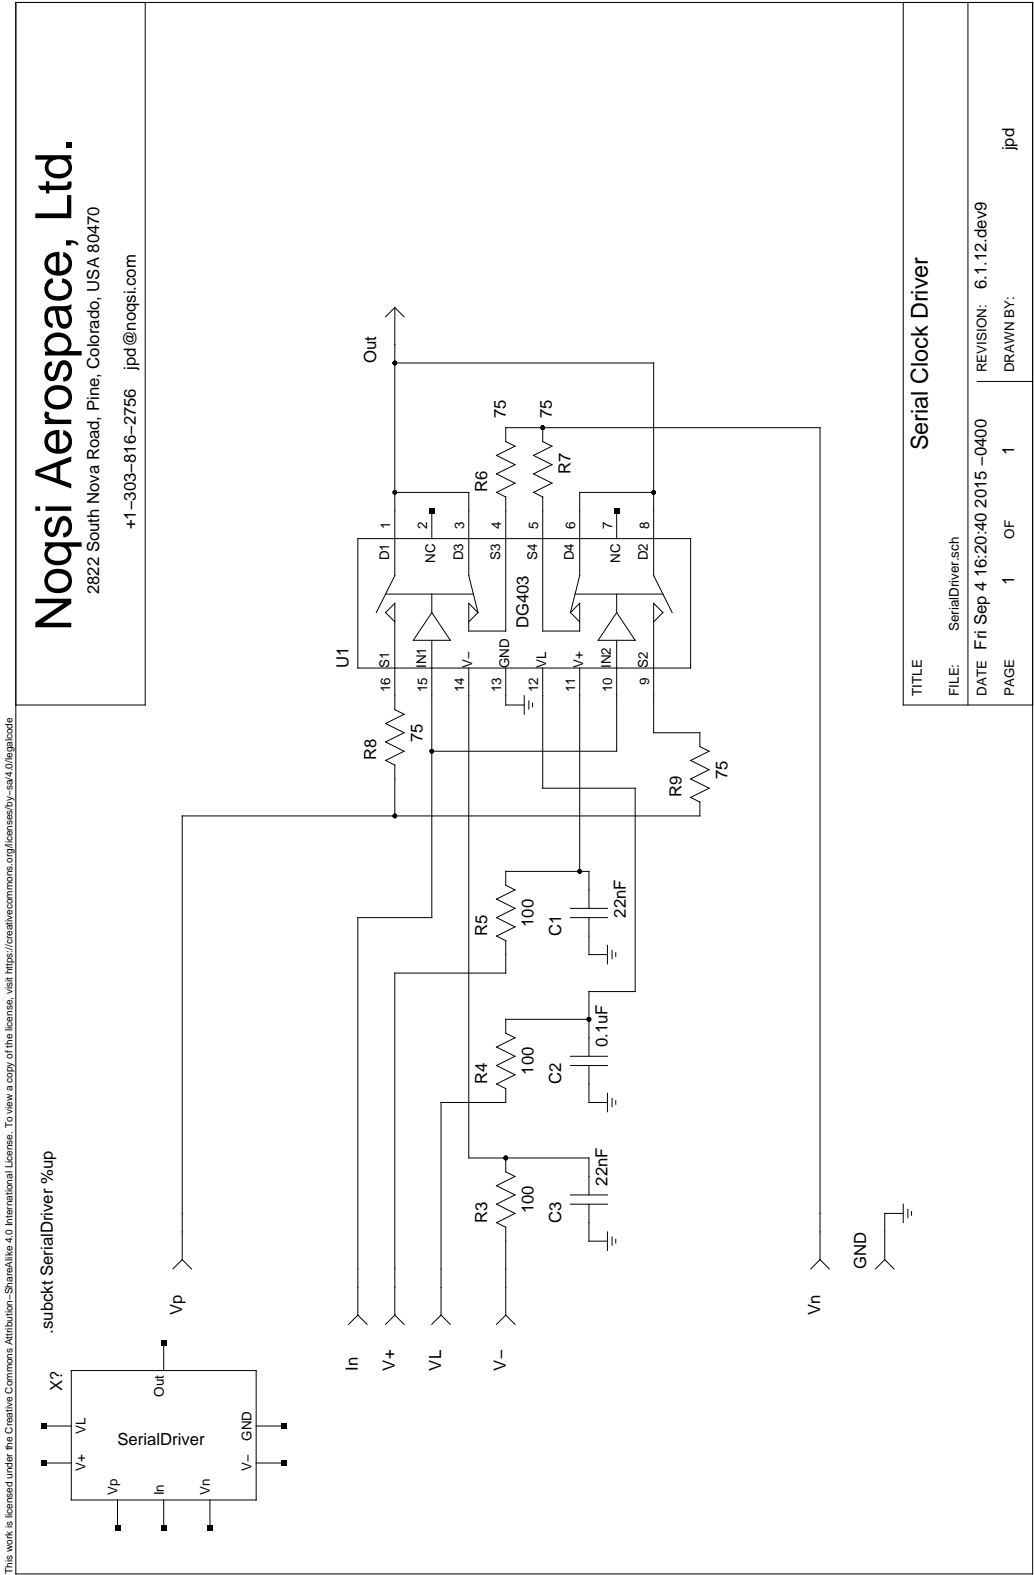 This work is licensed under the Creative Commons Attribution−ShareAlike 4.0 International License. To view a copy of the license, visit https://creativecommons.org/licenses/by−sa/4.0/legalcode
Noqsi Aerospace, Ltd.
2822 South Nova Road, Pine, Colorado, USA 80470
+1−303−816−2756 jpd@noqsi.com
.subckt SerialDriver %up
X?
V+
VL
Vp
In
Vn
SerialDriver
Out
V−
GND
Vp
In
V+
VL
V−
Vn
GND
R3
100
C3
22nF
R4
100
C2
0.1uF
R5
100
C1
22nF
R8
75
R9
75
U1
DG403
16 S1
15 IN1
14 V−
13 GND
12 VL
11 V+
10 IN2
9 S2
D1 1
NC 2
D3 3
S3 4
S4 5
D4 6
NC 7
D2 8
R6
75
R7
75
Out
TITLE
Serial Clock Driver
FILE: SerialDriver.sch
DATE Fri Sep 4 16:20:40 2015 −0400
REVISION: 6.1.12.dev9
PAGE 1 OF 1
DRAWN BY: jpd